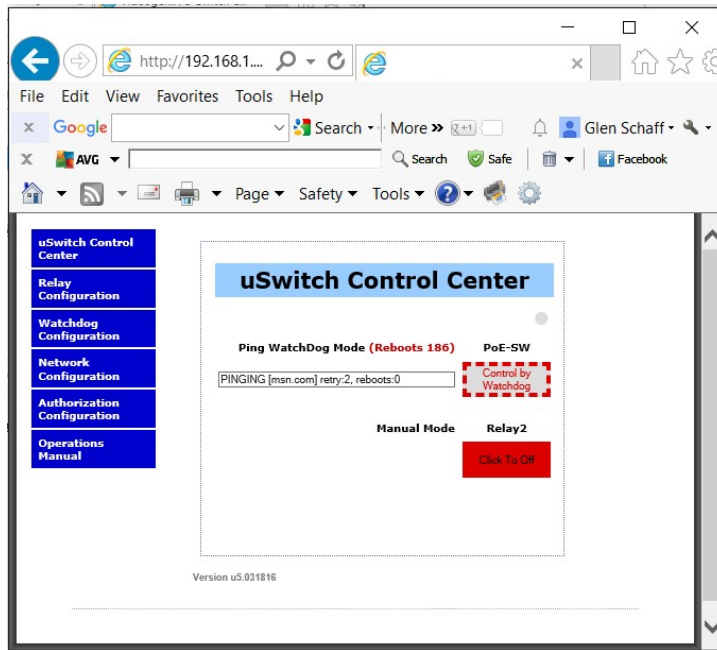 http://192.168.1....
File Edit View Favorites Tools Help
x Google Search More » g+1 Glen Schaff
X AVG Search Safe Facebook
Page Safety Tools
uSwitch Control
Center
Relay
Configuration
Watchdog
Configuration
Network
Configuration
Authorization
Configuration
Operations
Manual
uSwitch Control Center
Ping WatchDog Mode (Reboots 186) PoE-SW
PINGING [msn.com] retry:2, reboots:0
Control by
Watchdog
Manual Mode Relay2
Click To Off
Version u5.031816